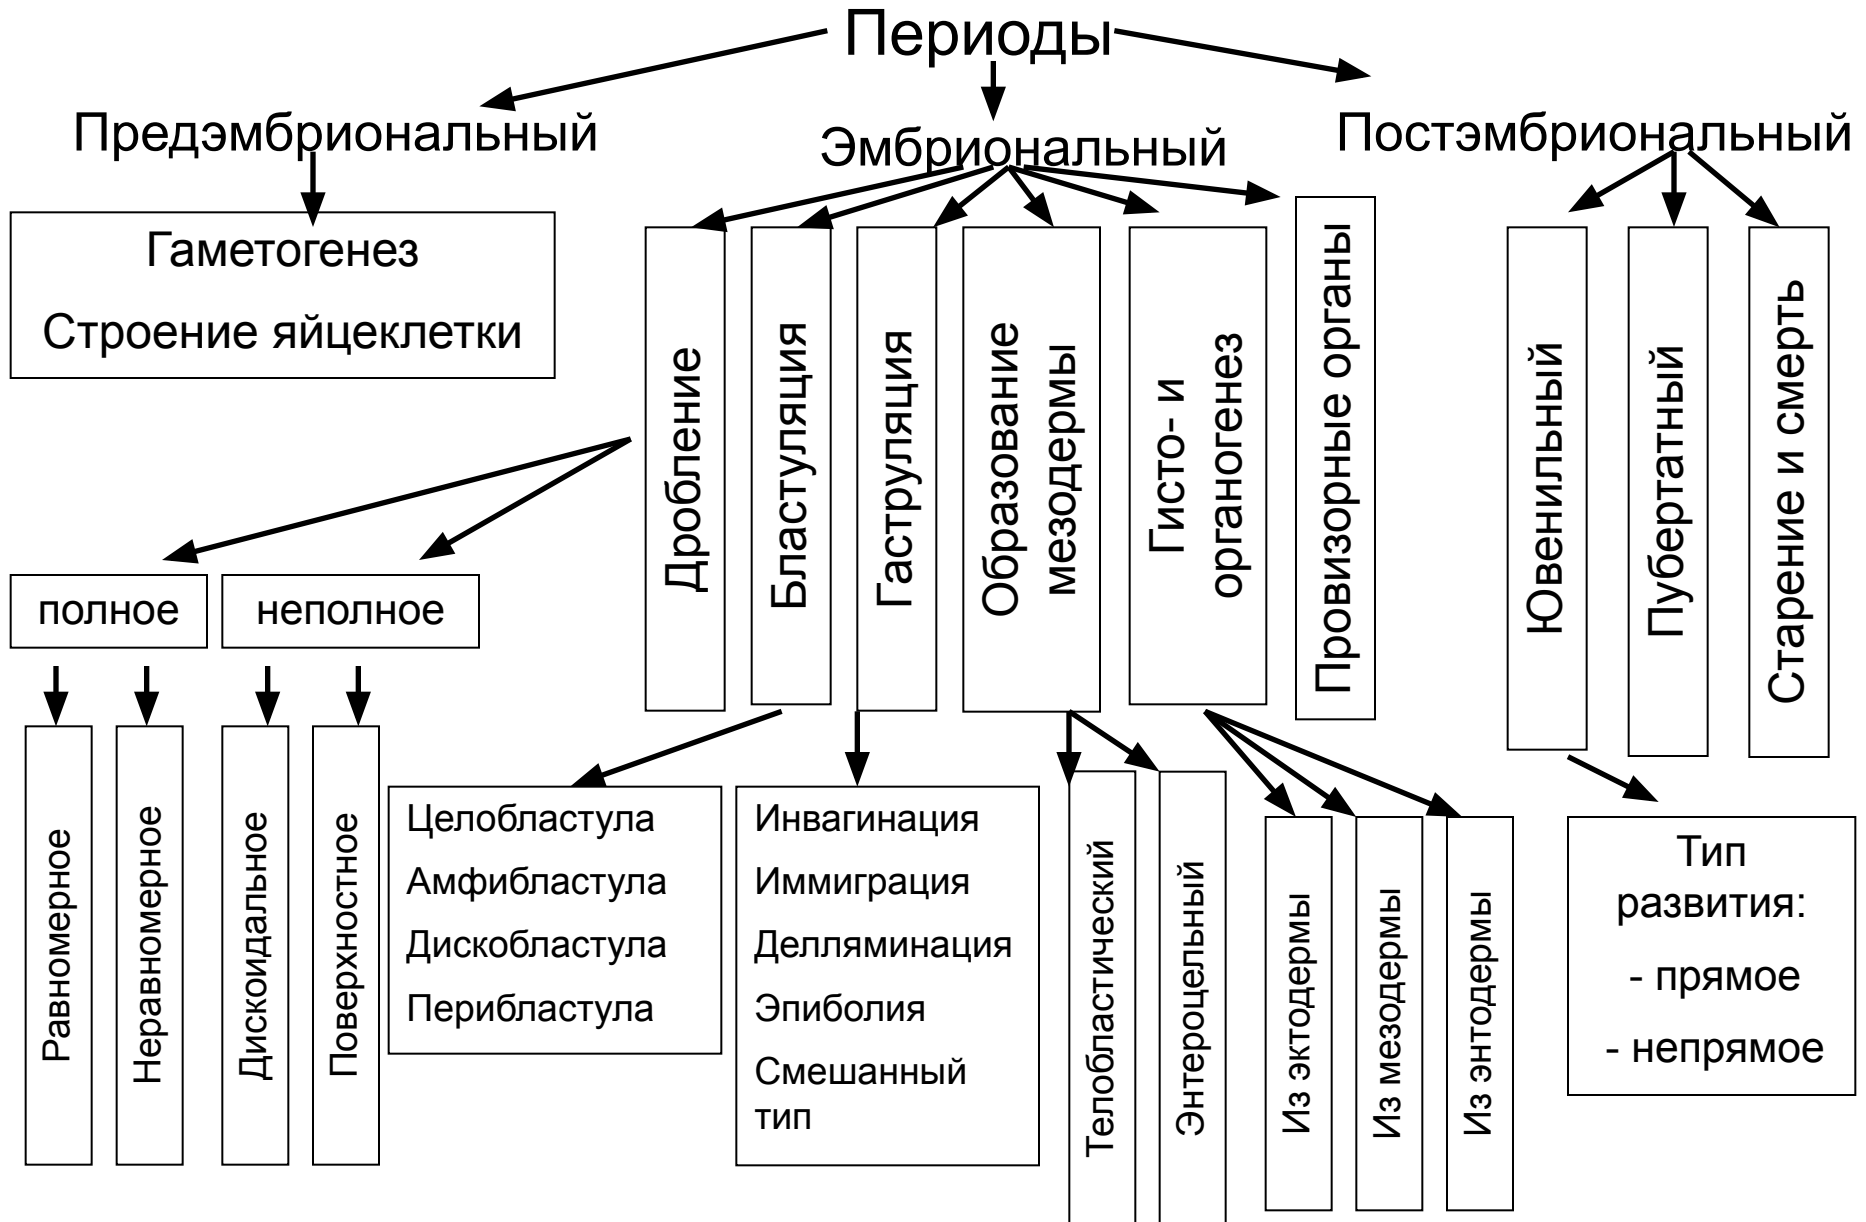 Периоды
Предэмбриональный
Эмбриональный
Постэмбриональный
Гаметогенез
Строение яйцеклетки
Дробление
Бластуляция
Гаструляция
Образование
мезодермы
Гисто- и
органогенез
Провизорные органы
Ювенильный
Пубертатный
Старение и смерть
полное
неполное
Равномерное
Неравномерное
Дискоидальное
Поверхностное
Целобластула
Амфибластула
Дискобластула
Перибластула
Инвагинация
Иммиграция
Делляминация
Эпиболия
Смешанный
тип
Телобластический
Энтероцельный
Из эктодермы
Из мезодермы
Из энтодермы
Тип
развития:
- прямое
- непрямое